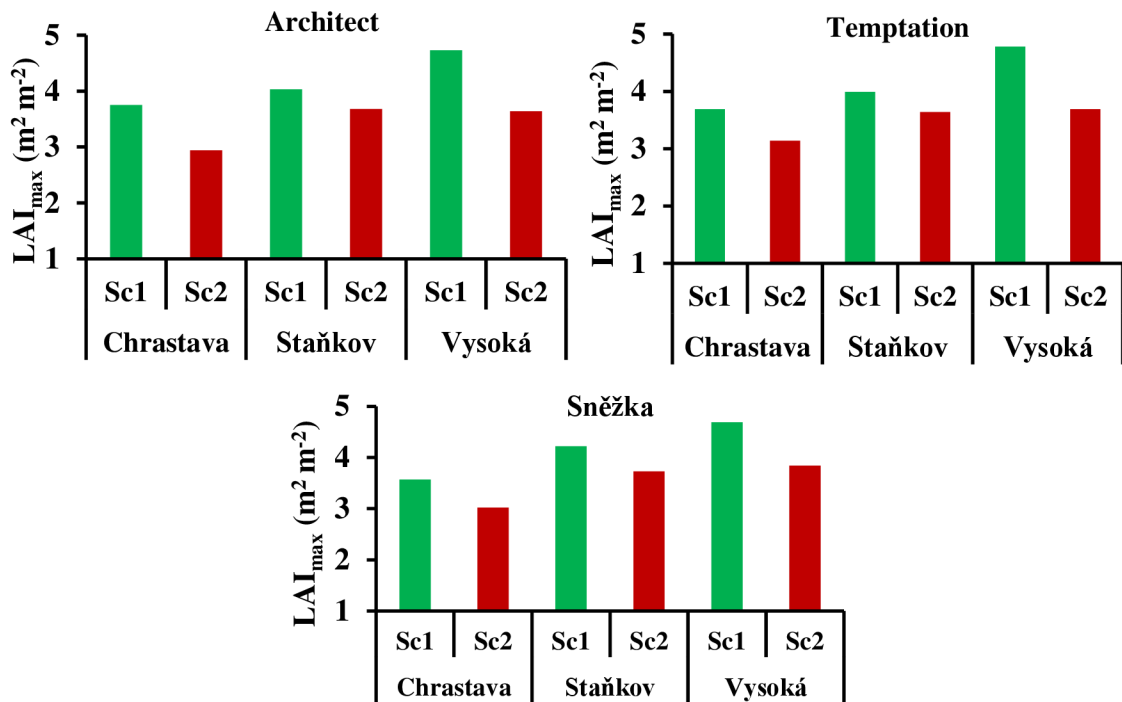 Architect
LAImax (m² m-²)
5
4
3
2
1
Sc1 Sc2 Sc1 Sc2 Sc1 Sc2
Chrastava Staňkov Vysoká
Temptation
LAImax (m² m-²)
5
4
3
2
1
Sc1 Sc2 Sc1 Sc2 Sc1 Sc2
Chrastava Staňkov Vysoká
Sněžka
LAImax (m² m-²)
5
4
3
2
1
Sc1 Sc2 Sc1 Sc2 Sc1 Sc2
Chrastava Staňkov Vysoká